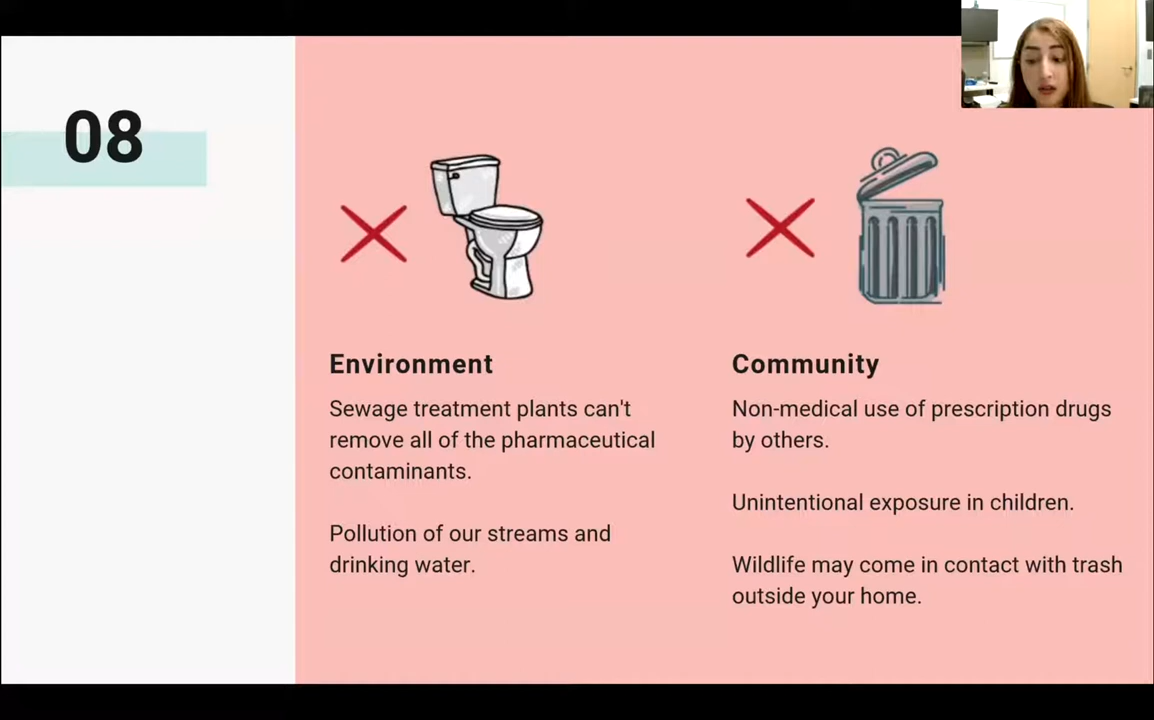 08
Environment
Sewage treatment plants can't
remove all of the pharmaceutical
contaminants.
Pollution of our streams and
drinking water.
Community
Non-medical use of prescription drugs
by others.
Unintentional exposure in children.
Wildlife may come in contact with trash
outside your home.